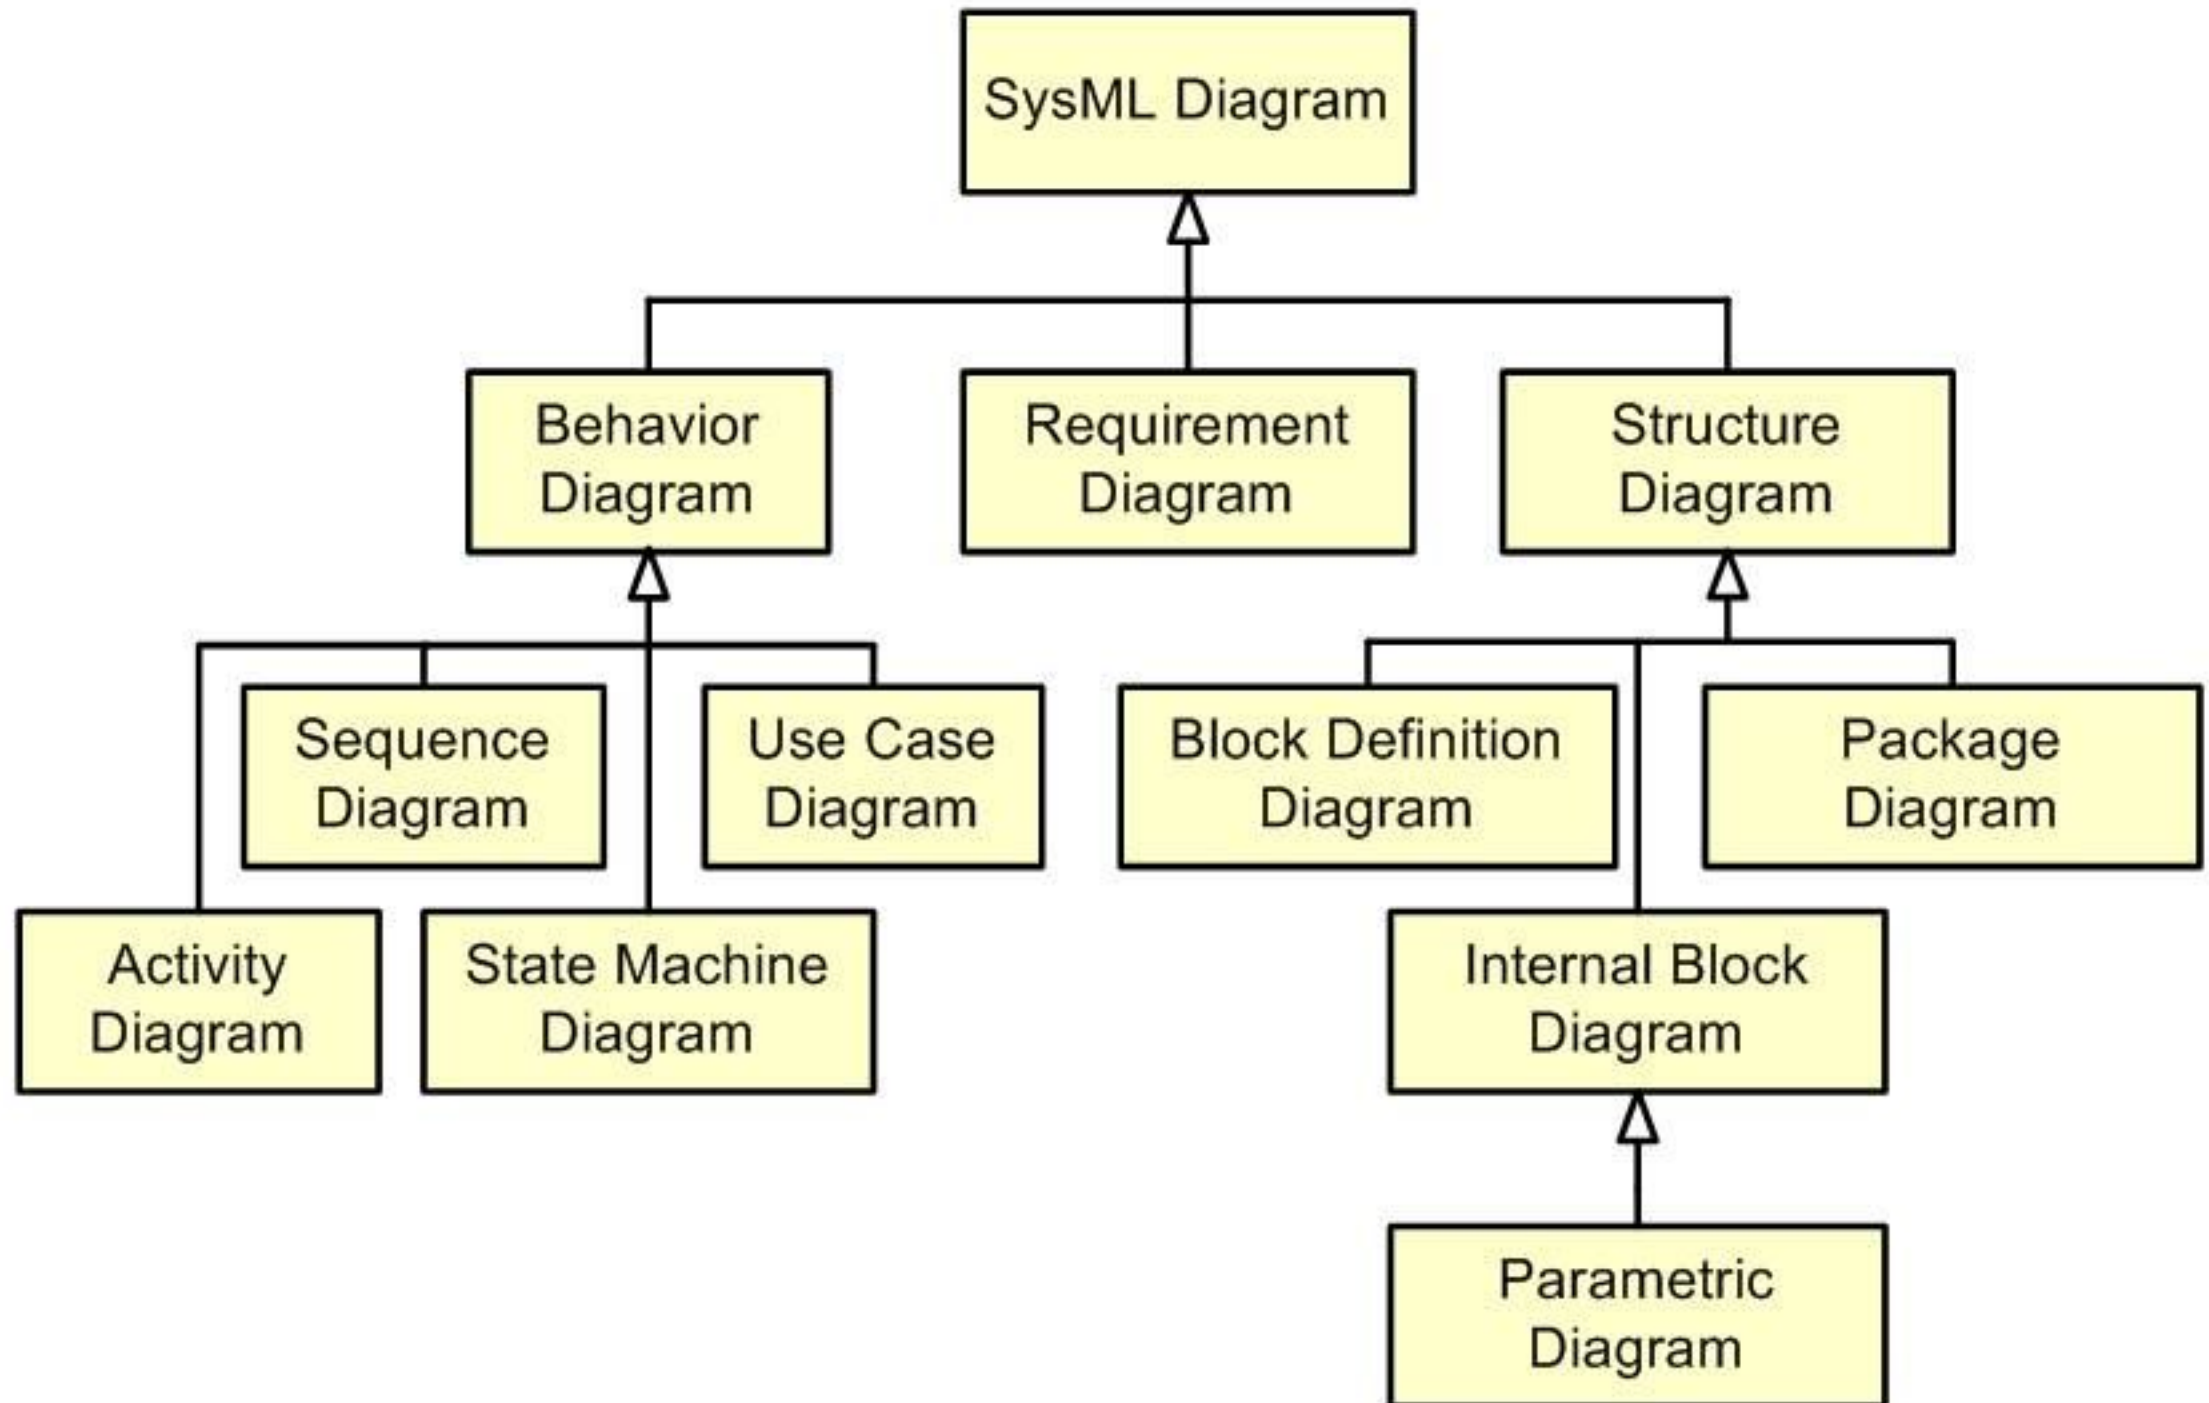 SysML Diagram
Behavior
Diagram
Requirement
Diagram
Structure
Diagram
Sequence
Diagram
Use Case
Diagram
Block Definition
Diagram
Package
Diagram
Activity
Diagram
State Machine
Diagram
Internal Block
Diagram
Parametric
Diagram